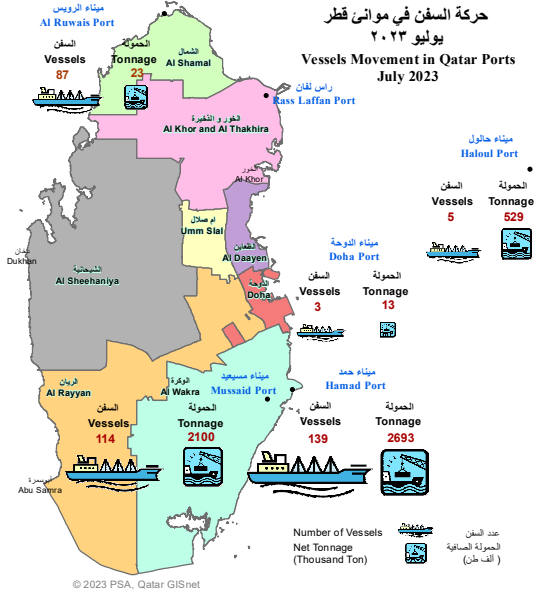 حركة السفن في موانئ قطر
يوليو ٢٠٢٣
Vessels Movement in Qatar Ports
July 2023
ميناء الرويس
Al Ruwais Port
السفن
Vessels
87
الحمولة
Tonnage
23
الشمال
Al Shamal
راس لفان
Rass Laffan Port
الخور و الذخيرة
Al Khor and Al Thakhira
الخور
Al Khor
ميناء حالول
Haloul Port
السفن
Vessels
5
الحمولة
Tonnage
529
ام صلال
Umm Slal
الظعاين
Al Daayen
ميناء الدوحة
Doha Port
السفن
Vessels
3
الحمولة
Tonnage
13
دخان
Dukhan
الشيحانية
Al Sheehaniya
الدوحة
Doha
الريان
Al Rayyan
الوكرة
Al Wakra
ميناء مسيعيد
Mussaid Port
ميناء حمد
Hamad Port
السفن
Vessels
114
الحمولة
Tonnage
2100
السفن
Vessels
139
الحمولة
Tonnage
2693
أبوسمرة
Abu Samra
Number of Vessels
عدد السفن
Net Tonnage
(Thousand Ton)
الحمولة الصافية
( ألف طن)
© 2023 PSA, Qatar GISnet